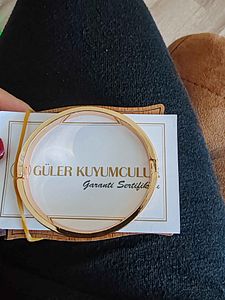 GÜLER KUYUMCULUK
Garanti Sertifikası